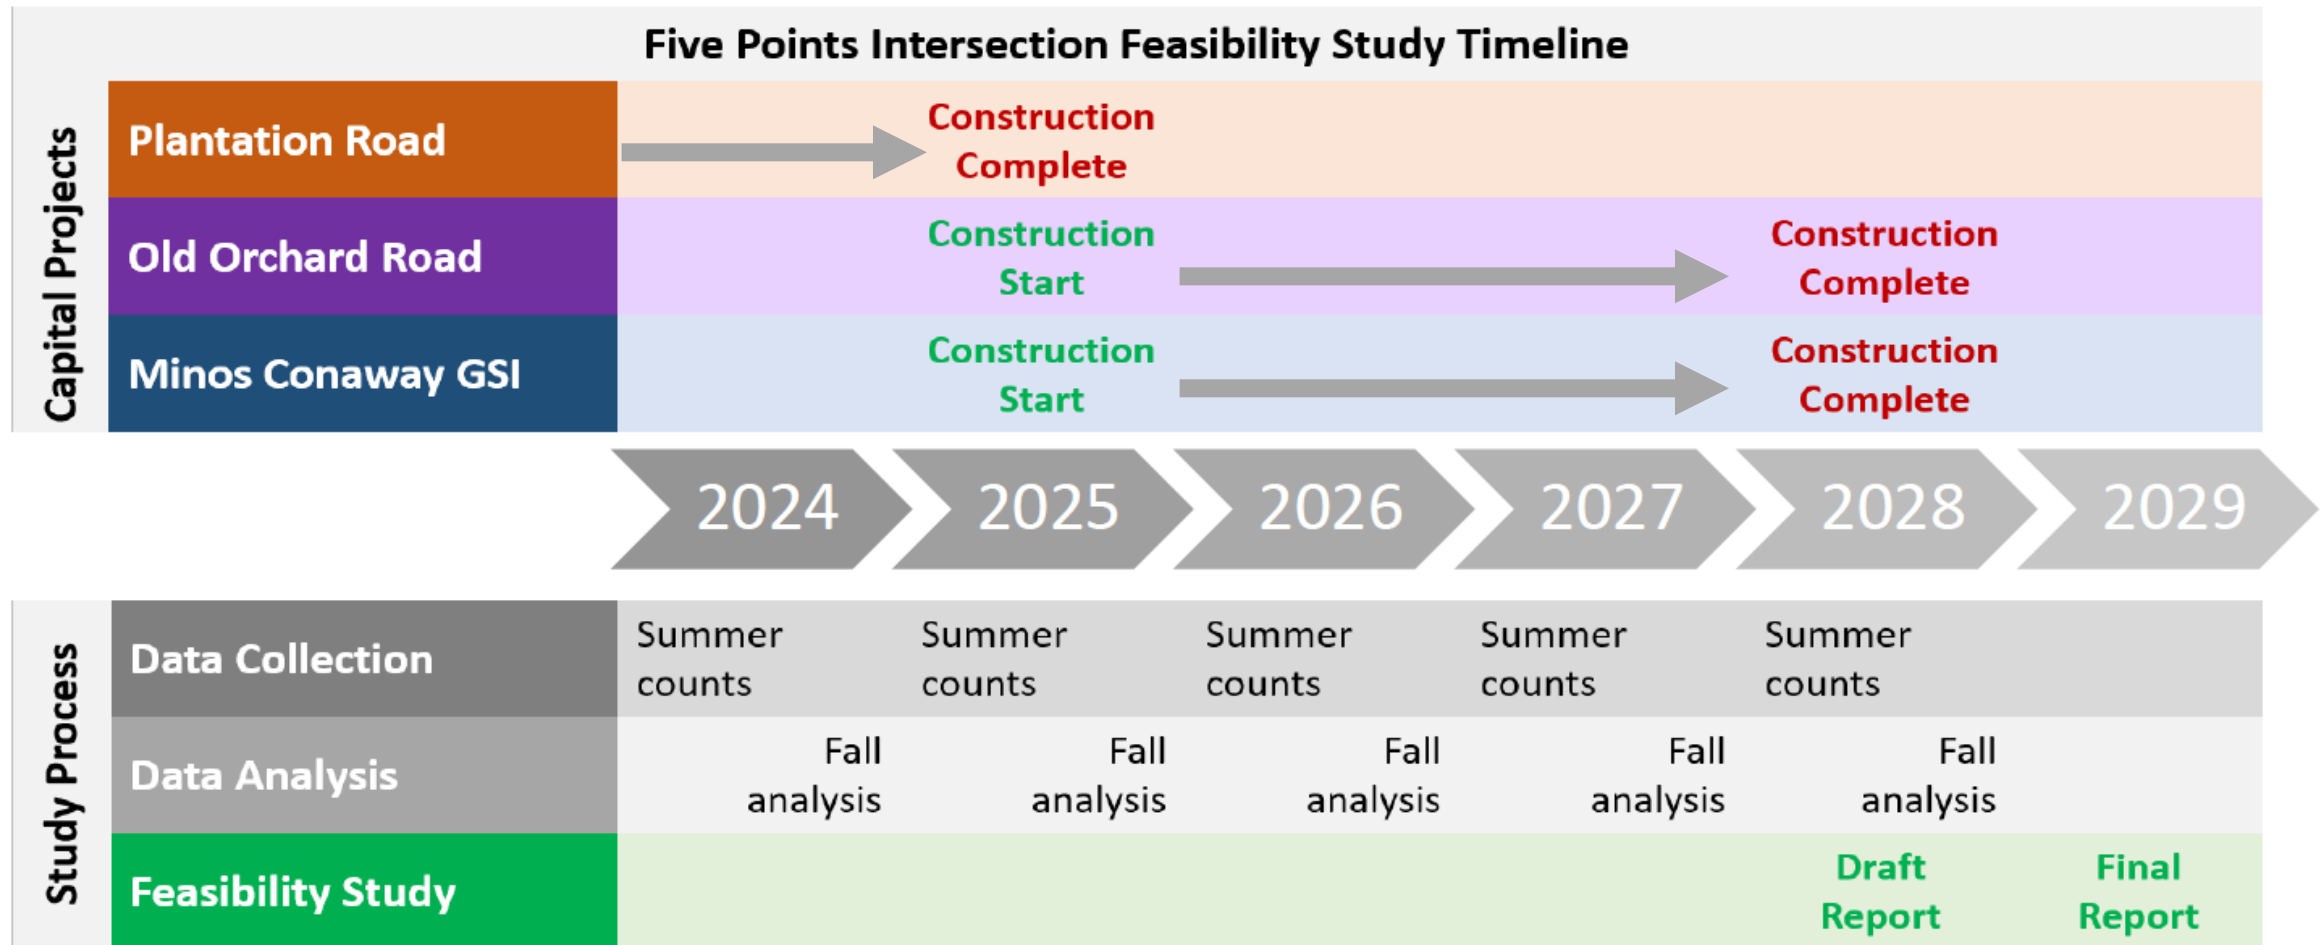 Five Points Intersection Feasibility Study Timeline
Capital Projects
Plantation Road
Construction
Complete
Old Orchard Road
Construction
Start
Construction
Complete
Minos Conaway GSI
Construction
Start
Construction
Complete
2024
2025
2026
2027
2028
2029
Study Process
Data Collection
Summer
counts
Summer
counts
Summer
counts
Summer
counts
Summer
counts
Data Analysis
Fall
analysis
Fall
analysis
Fall
analysis
Fall
analysis
Fall
analysis
Feasibility Study
Draft
Report
Final
Report